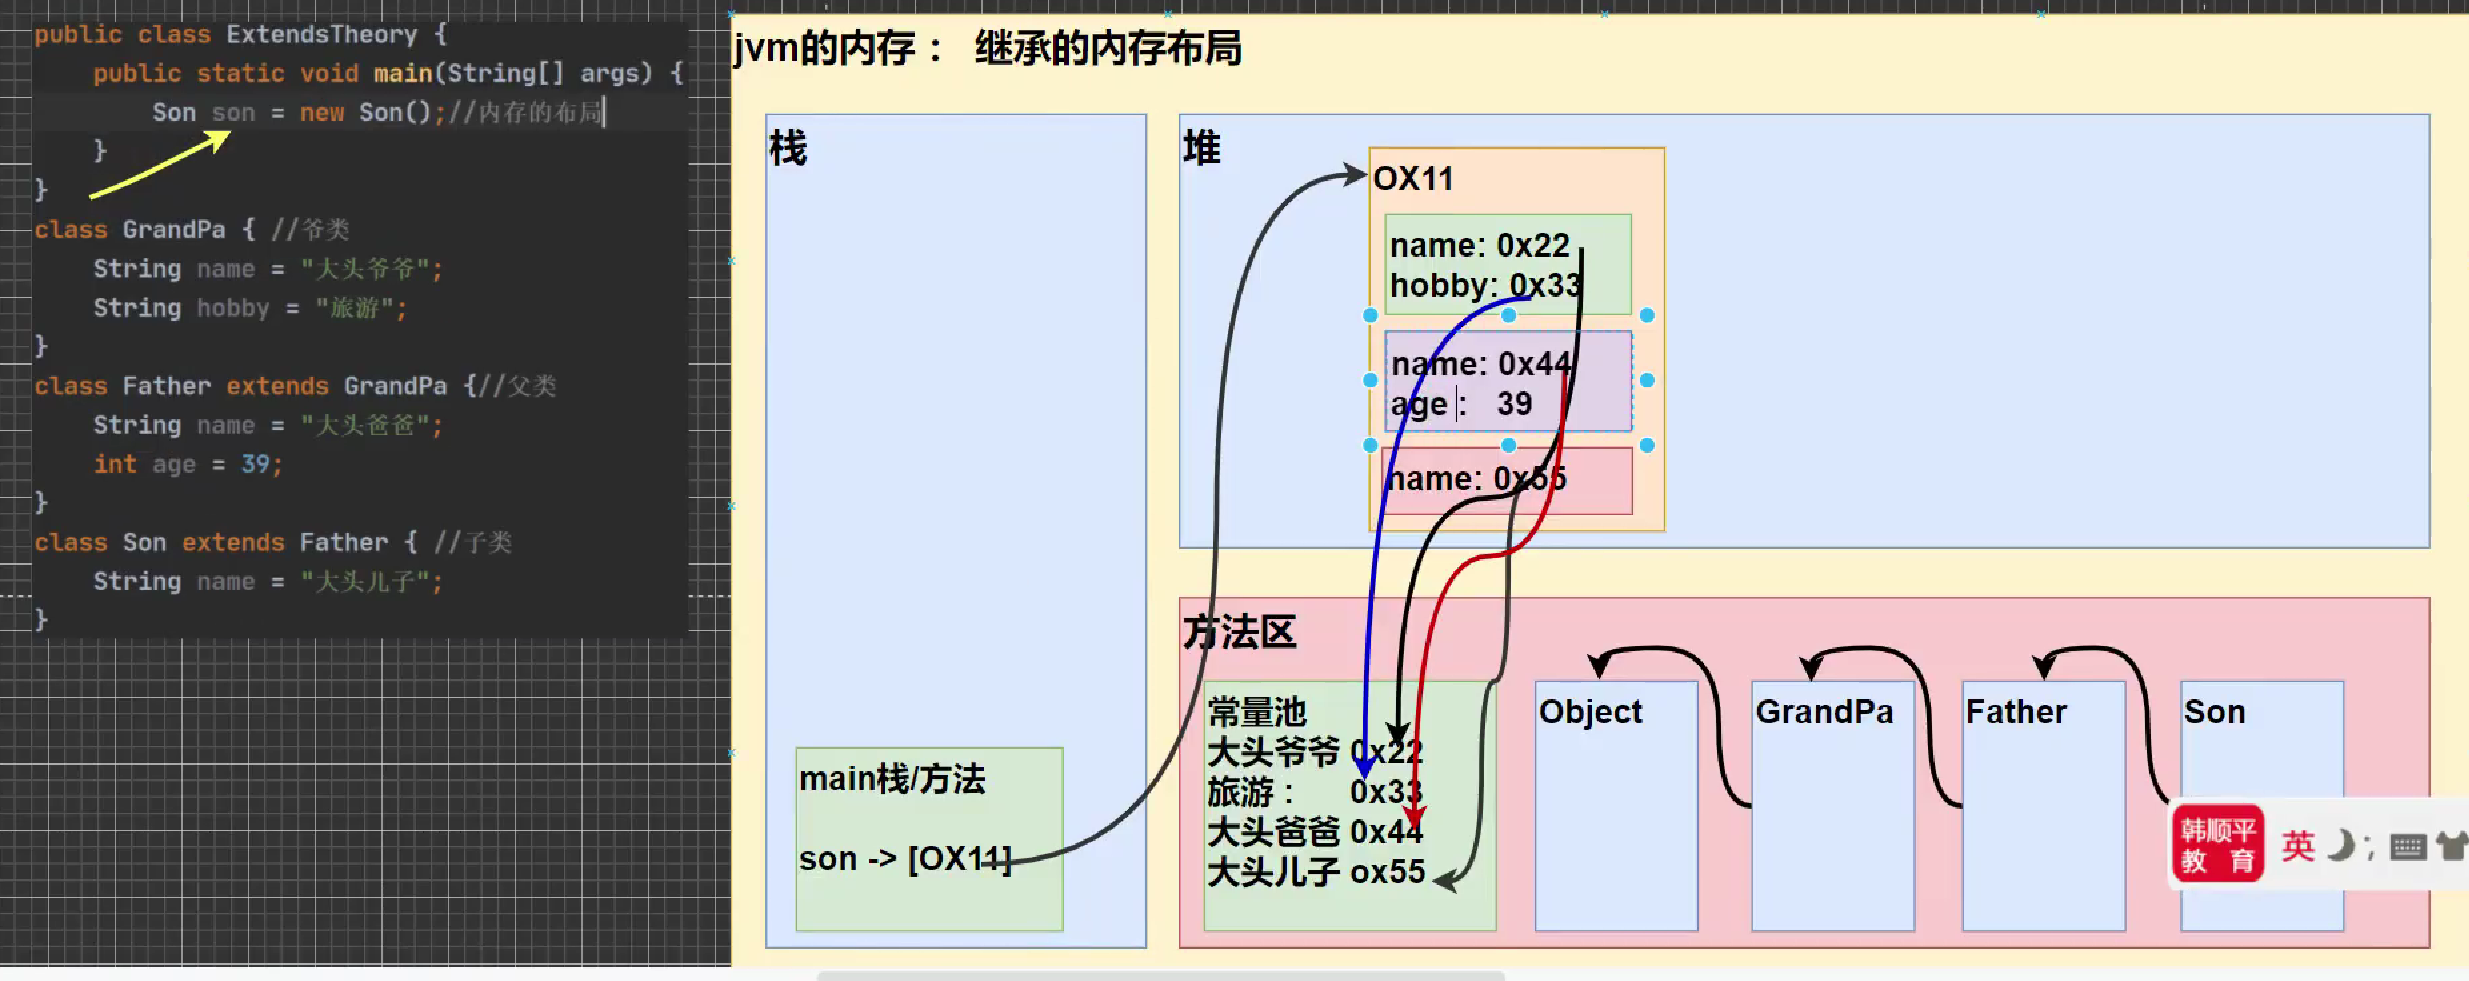 public class ExtendsTheory {
public static void main(String[] args) {
Son son = new Son();//内存的布局
}
}
class GrandPa { //爷类
String name = "大头爷爷";
String hobby = "旅游";
}
class Father extends GrandPa {//父类
String name = "大头爸爸";
int age = 39;
}
class Son extends Father { //子类
String name = "大头儿子";
}
jvm的内存： 继承的内存布局
栈
main栈/方法
son -> [OX11]
堆
OX11
name: 0x22
hobby: 0x33
name: 0x44
age： 39
name: 0x55
方法区
常量池
大头爷爷 0x22
旅游： 0x33
大头爸爸 0x44
大头儿子 ox55
Object
GrandPa
Father
Son
韩顺平
教 育
英